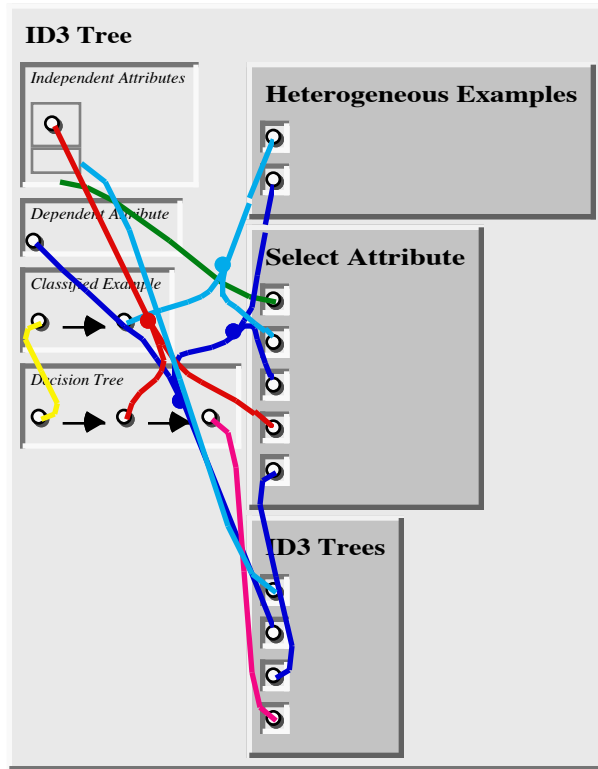 ID3 Tree
Independent Attributes
Heterogeneous Examples
Dependent Attribute
Select Attribute
Classified Example
Decision Tree
ID3 Trees